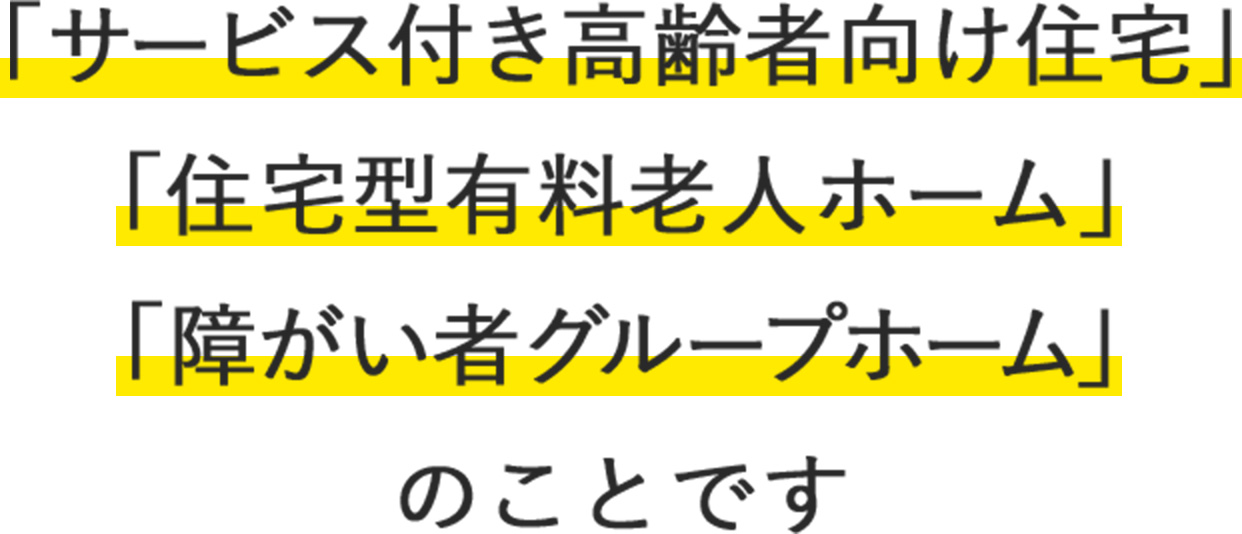 「サービス付き高齢者向け住宅」
「住宅型有料老人ホーム」
「障がい者グループホーム」
のことです